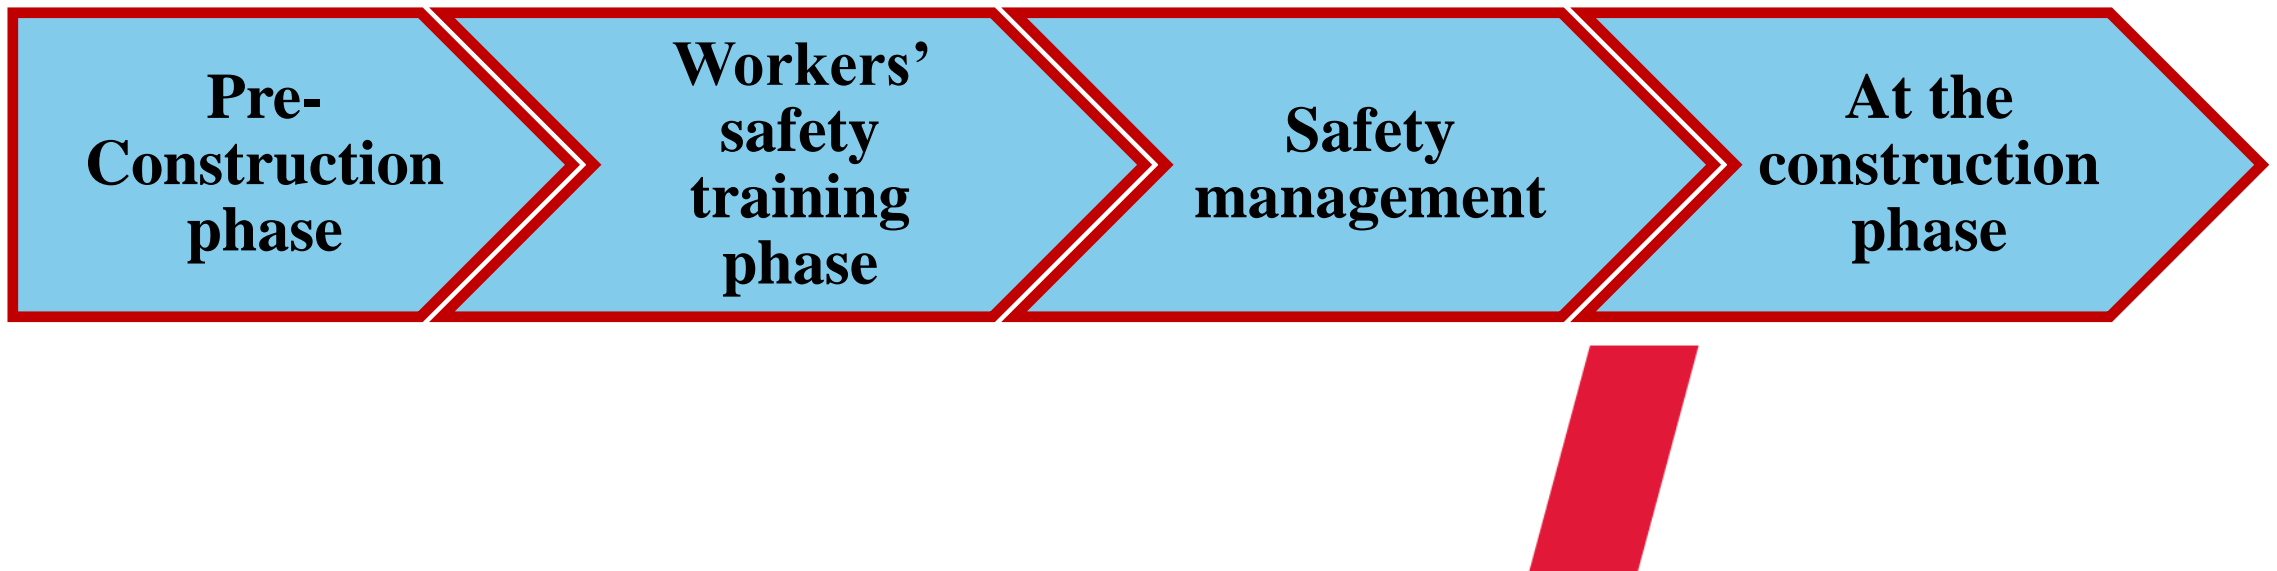 Pre-
Construction
phase
Workers’
safety
training
phase
Safety
management
At the
construction
phase